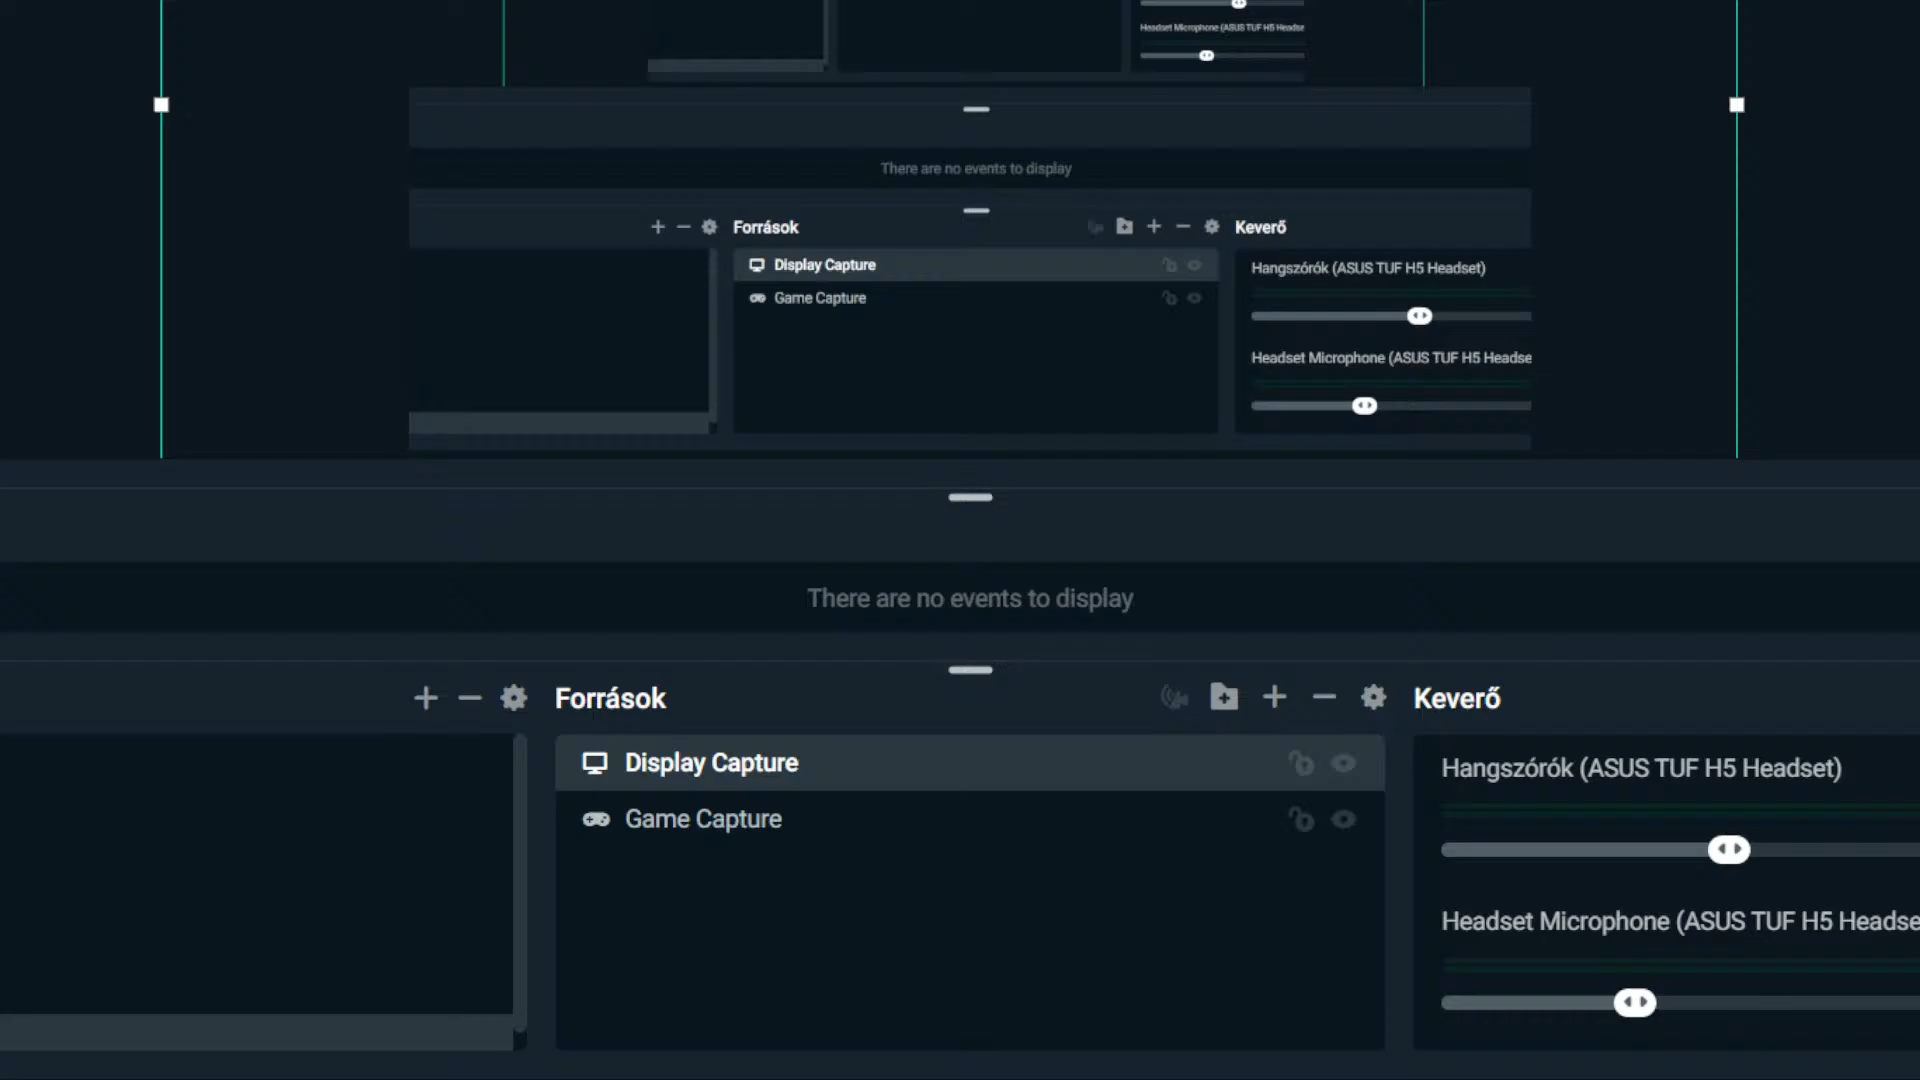 Headset Microphone (ASUS TUF H5 Headse
There are no events to display
Források
Keverő
Display Capture
Game Capture
Hangszórók (ASUS TUF H5 Headset)
Headset Microphone (ASUS TUF H5 Headse
There are no events to display
Források
Keverő
Display Capture
Game Capture
Hangszórók (ASUS TUF H5 Headset)
Headset Microphone (ASUS TUF H5 Headse